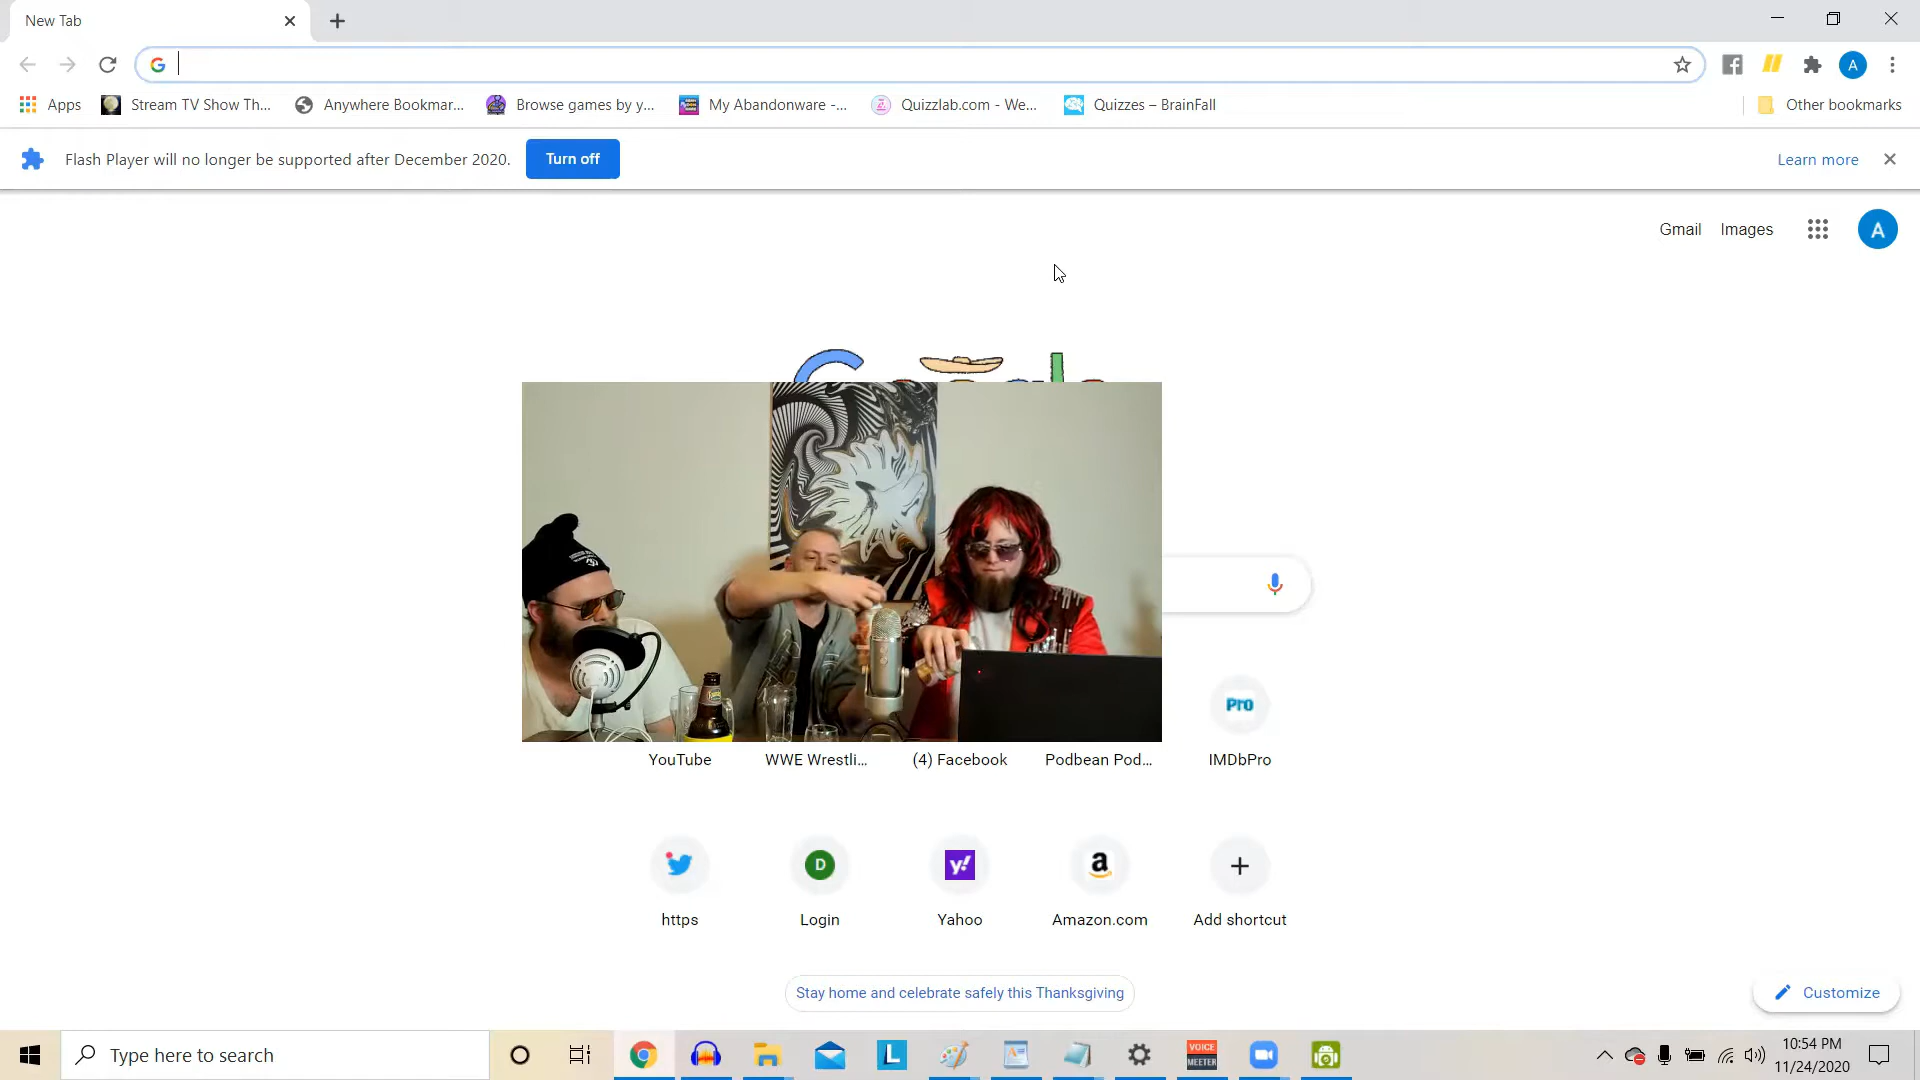 New Tab
Apps
Stream TV Show Th...
Anywhere Bookmar...
Browse games by y...
My Abandonware -...
Quizzlab.com - We...
Quizzes – BrainFall
Other bookmarks
Flash Player will no longer be supported after December 2020.
Turn off
Learn more
Gmail
Images
A
A
Pro
YouTube
WWE Wrestli...
(4) Facebook
Podbean Pod...
IMDbPro
D
y!
a
https
Login
Yahoo
Amazon.com
Add shortcut
Stay home and celebrate safely this Thanksgiving
Customize
Type here to search
L
VOICE
MEETER
10:54 PM
11/24/2020